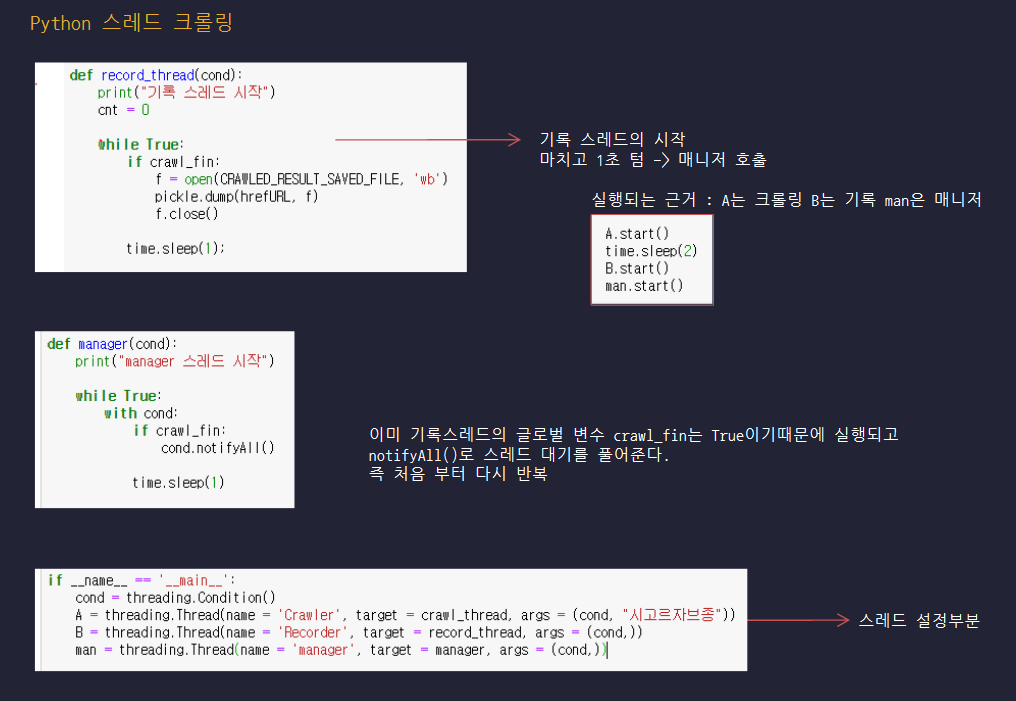 Python 스레드 크롤링
def record_thread(cond):
print("기록 스레드 시작")
cnt = 0
while True:
if crawl_fin:
f = open(CRAWLED_RESULT_SAVED_FILE, 'wb')
pickle.dump(hrefURL, f)
f.close()
time.sleep(1);
기록 스레드의 시작
마치고 1초 텀 -> 매니저 호출
실행되는 근거 : A는 크롤링 B는 기록 man은 매니저
A.start()
time.sleep(2)
B.start()
man.start()
def manager(cond):
print("manager 스레드 시작")
while True:
with cond:
if crawl_fin:
cond.notifyAll()
time.sleep(1)
이미 기록스레드의 글로벌 변수 crawl_fin는 True이기때문에 실행되고
notifyAll()로 스레드 대기를 풀어준다.
즉 처음 부터 다시 반복
if __name__ == '__main__':
cond = threading.Condition()
A = threading.Thread(name = 'Crawler', target = crawl_thread, args = (cond, "시고르자브종"))
B = threading.Thread(name = 'Recorder', target = record_thread, args = (cond,))
man = threading.Thread(name = 'manager', target = manager, args = (cond,))
스레드 설정부분